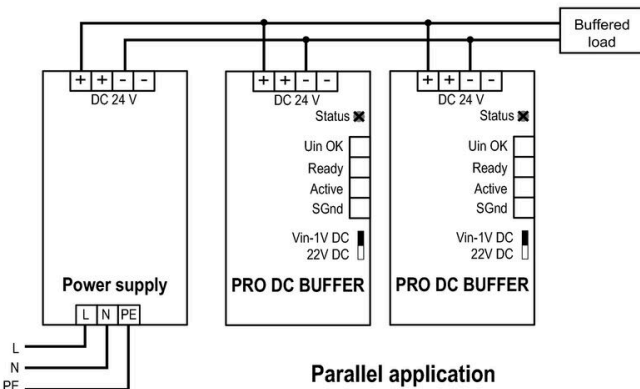 Buffered
load
+ + - -
DC 24 V
Power supply
L N PE
L
N
PE
+ + - -
DC 24 V
Status
Uin OK
Ready
Active
SGnd
Vin-1V DC
22V DC
PRO DC BUFFER
+ + - -
DC 24 V
Status
Uin OK
Ready
Active
SGnd
Vin-1V DC
22V DC
PRO DC BUFFER
Parallel application